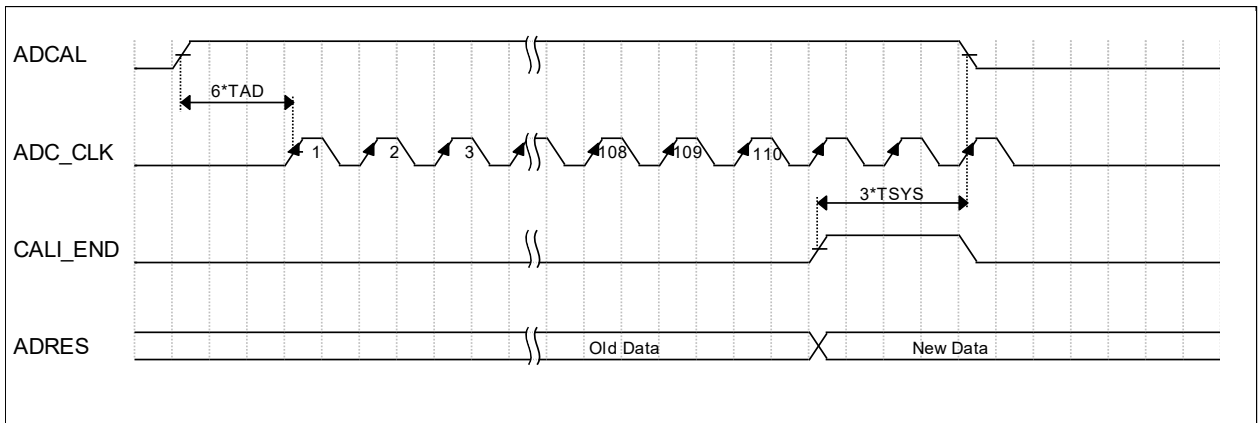 ADCAL
6*TAD
ADC_CLK
1 2 3 108 109 110
3*TSYS
CALI_END
ADRES
Old Data New Data